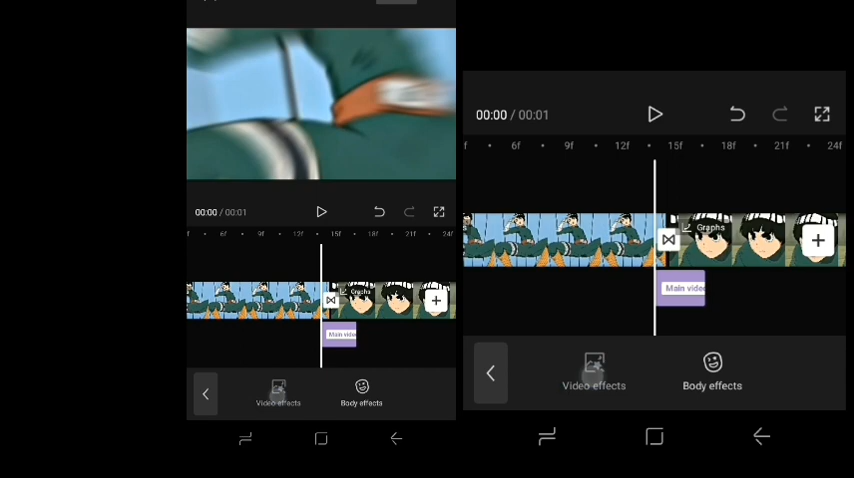 00:00 / 00:01
f 6f 9f 12f 15f 18f 21f 24f
Graphs
Main video
Video effects
Body effects
00:00 / 00:01
f 6f 9f 12f 15f 18f 21f 24f
s
Graphs
Main video
Video effects
Body effects